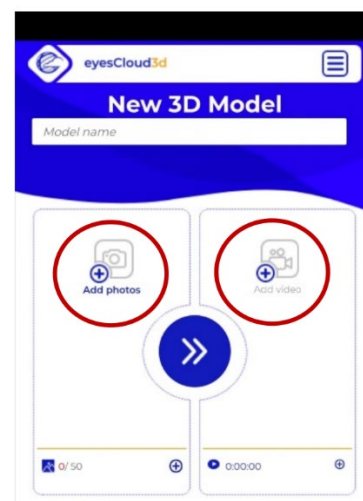 eyesCloud3d
New 3D Model
Model name
Add photos
Add video
0/ 50
0:00:00